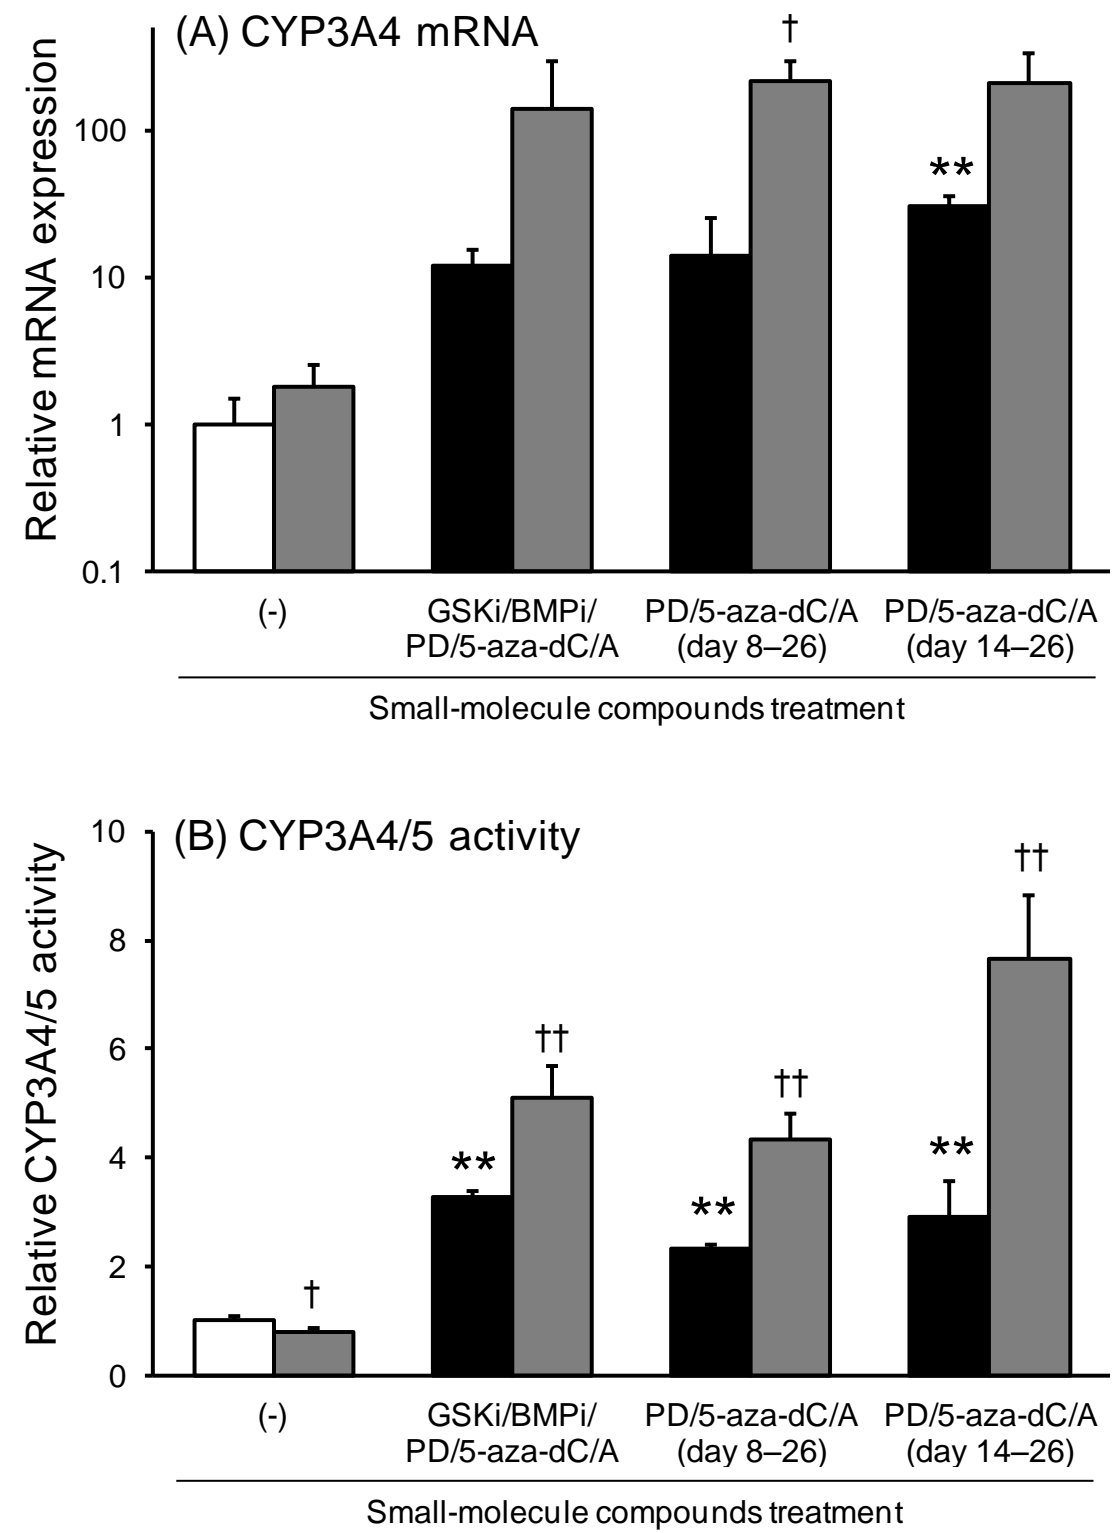 (A) CYP3A4 mRNA
†
Relative mRNA expression
100
**
10
1
0.1
(-)
GSKi/BMPi/
PD/5-aza-dC/A
PD/5-aza-dC/A
(day 8–26)
PD/5-aza-dC/A
(day 14–26)
Small-molecule compounds treatment
(B) CYP3A4/5 activity
Relative CYP3A4/5 activity
10
8
6
4
2
0
†
**
††
**
††
**
††
(-)
GSKi/BMPi/
PD/5-aza-dC/A
PD/5-aza-dC/A
(day 8–26)
PD/5-aza-dC/A
(day 14–26)
Small-molecule compounds treatment